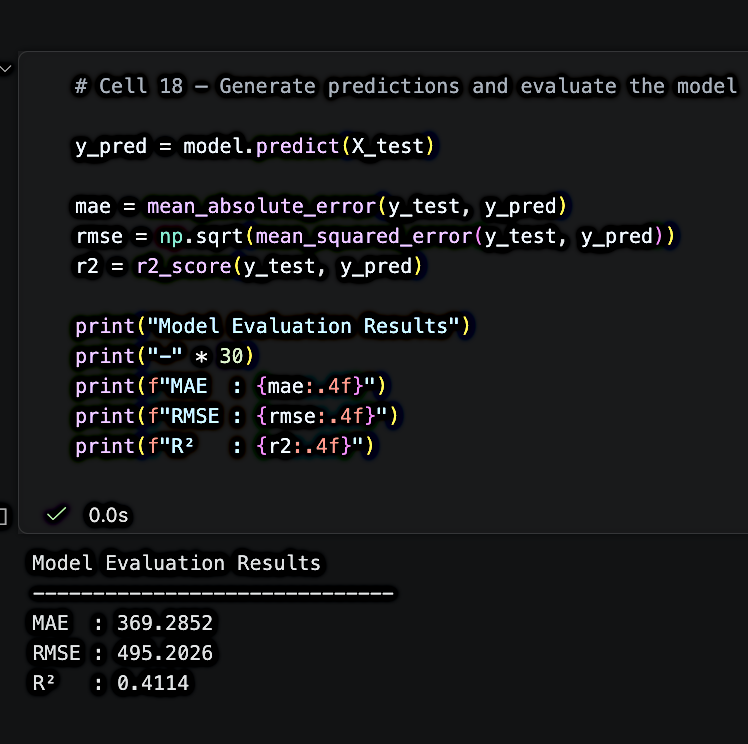 # Cell 18 — Generate predictions and evaluate the model
y_pred = model.predict(X_test)
mae = mean_absolute_error(y_test, y_pred)
rmse = np.sqrt(mean_squared_error(y_test, y_pred))
r2 = r2_score(y_test, y_pred)
print("Model Evaluation Results")
print("-" * 30)
print(f"MAE  : {mae:.4f}")
print(f"RMSE : {rmse:.4f}")
print(f"R²   : {r2:.4f}")
0.0s
Model Evaluation Results
------------------------------
MAE  : 369.2852
RMSE : 495.2026
R²   : 0.4114